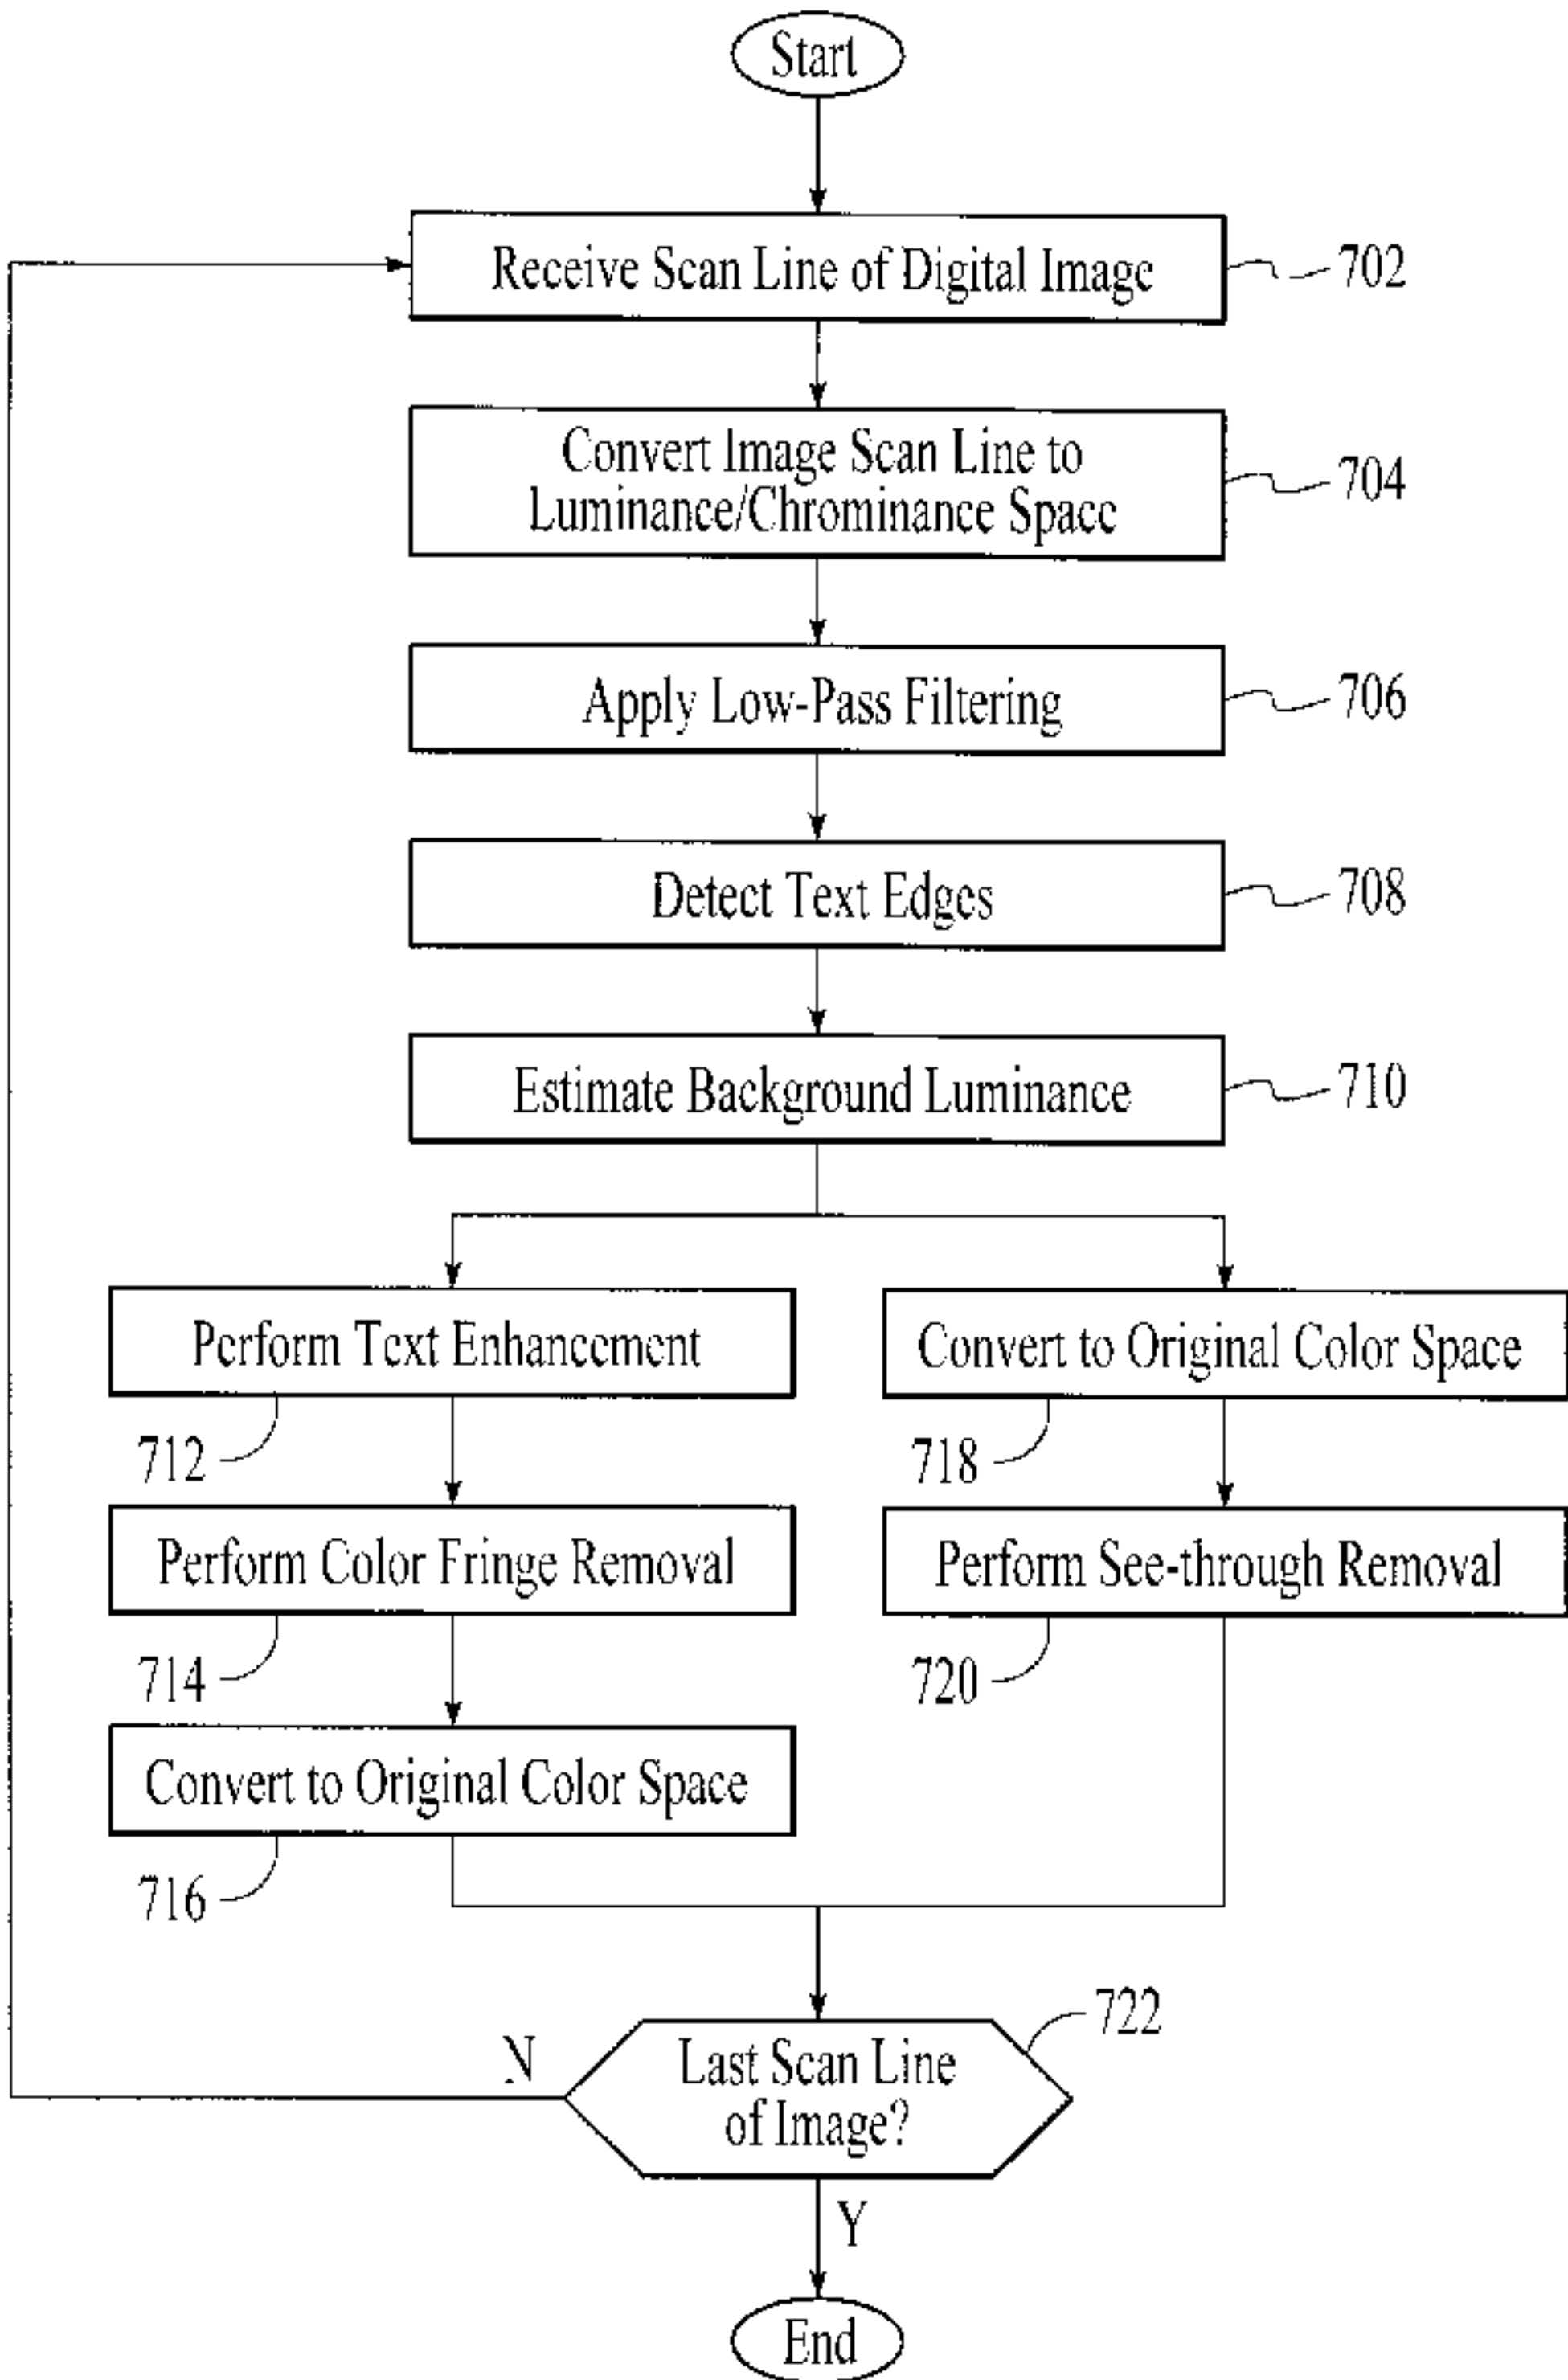 Start
Receive Scan Line of Digital Image
702
Convert Image Scan Line to
Luminance/Chrominance Space
704
Apply Low-Pass Filtering
706
Detect Text Edges
708
Estimate Background Luminance
710
Perform Text Enhancement
712
Perform Color Fringe Removal
714
Convert to Original Color Space
716
Convert to Original Color Space
718
Perform See-through Removal
720
Last Scan Line
of Image?
722
N
Y
End